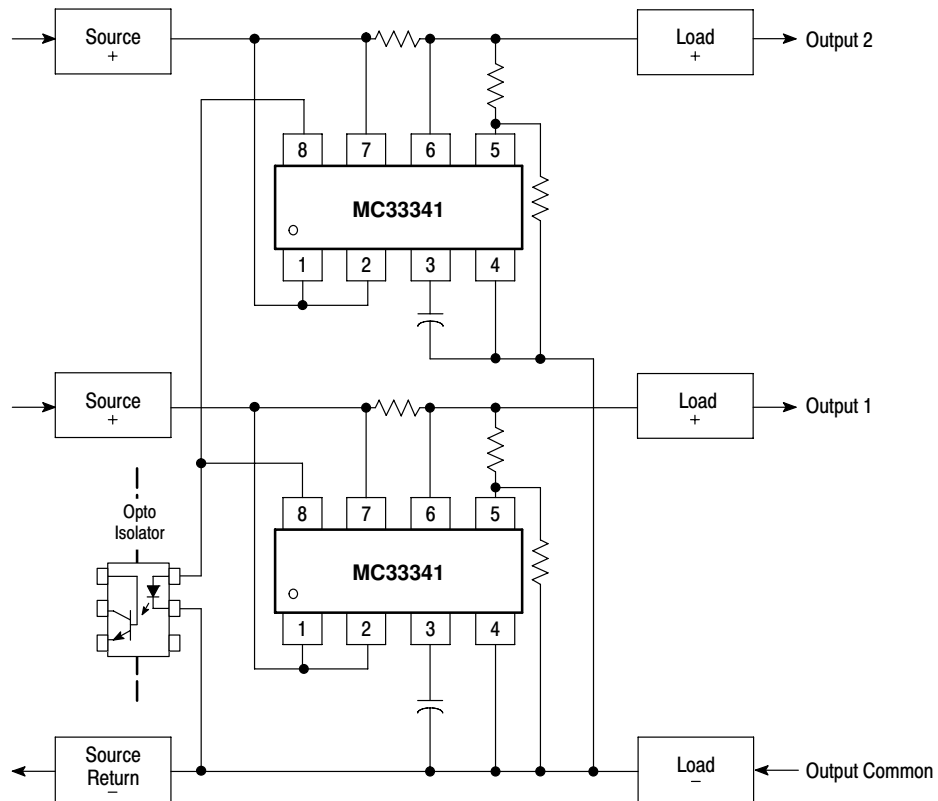 Source
+
Load
+
Output 2
8
7
6
5
MC33341
1
2
3
4
Source
+
Load
+
Output 1
Opto
Isolator
8
7
6
5
MC33341
1
2
3
4
Source
Return
−
Load
−
Output Common